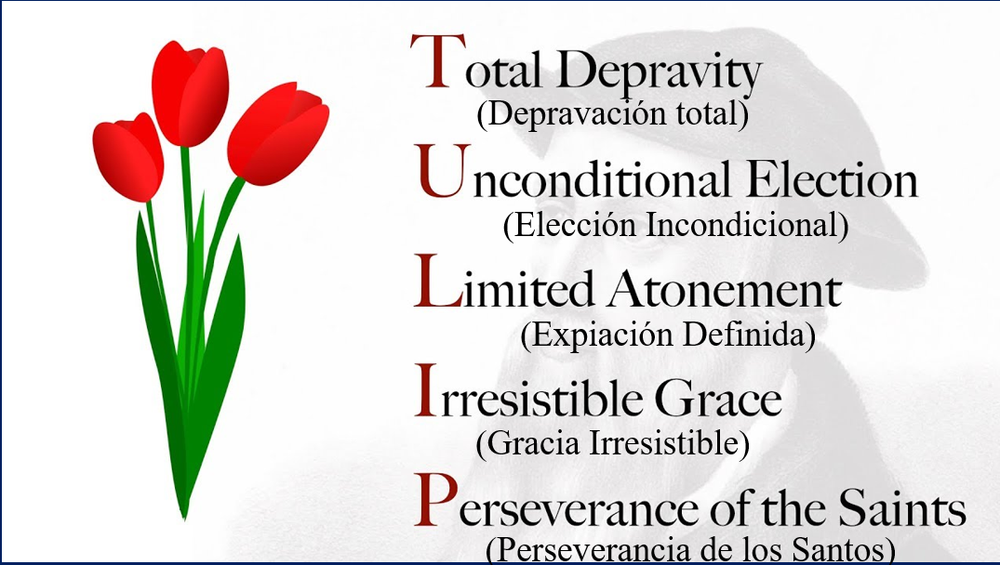 Total Depravity
(Depravación total)
Unconditional Election
(Elección Incondicional)
Limited Atonement
(Expiación Definida)
Irresistible Grace
(Gracia Irresistible)
Perseverance of the Saints
(Perseverancia de los Santos)